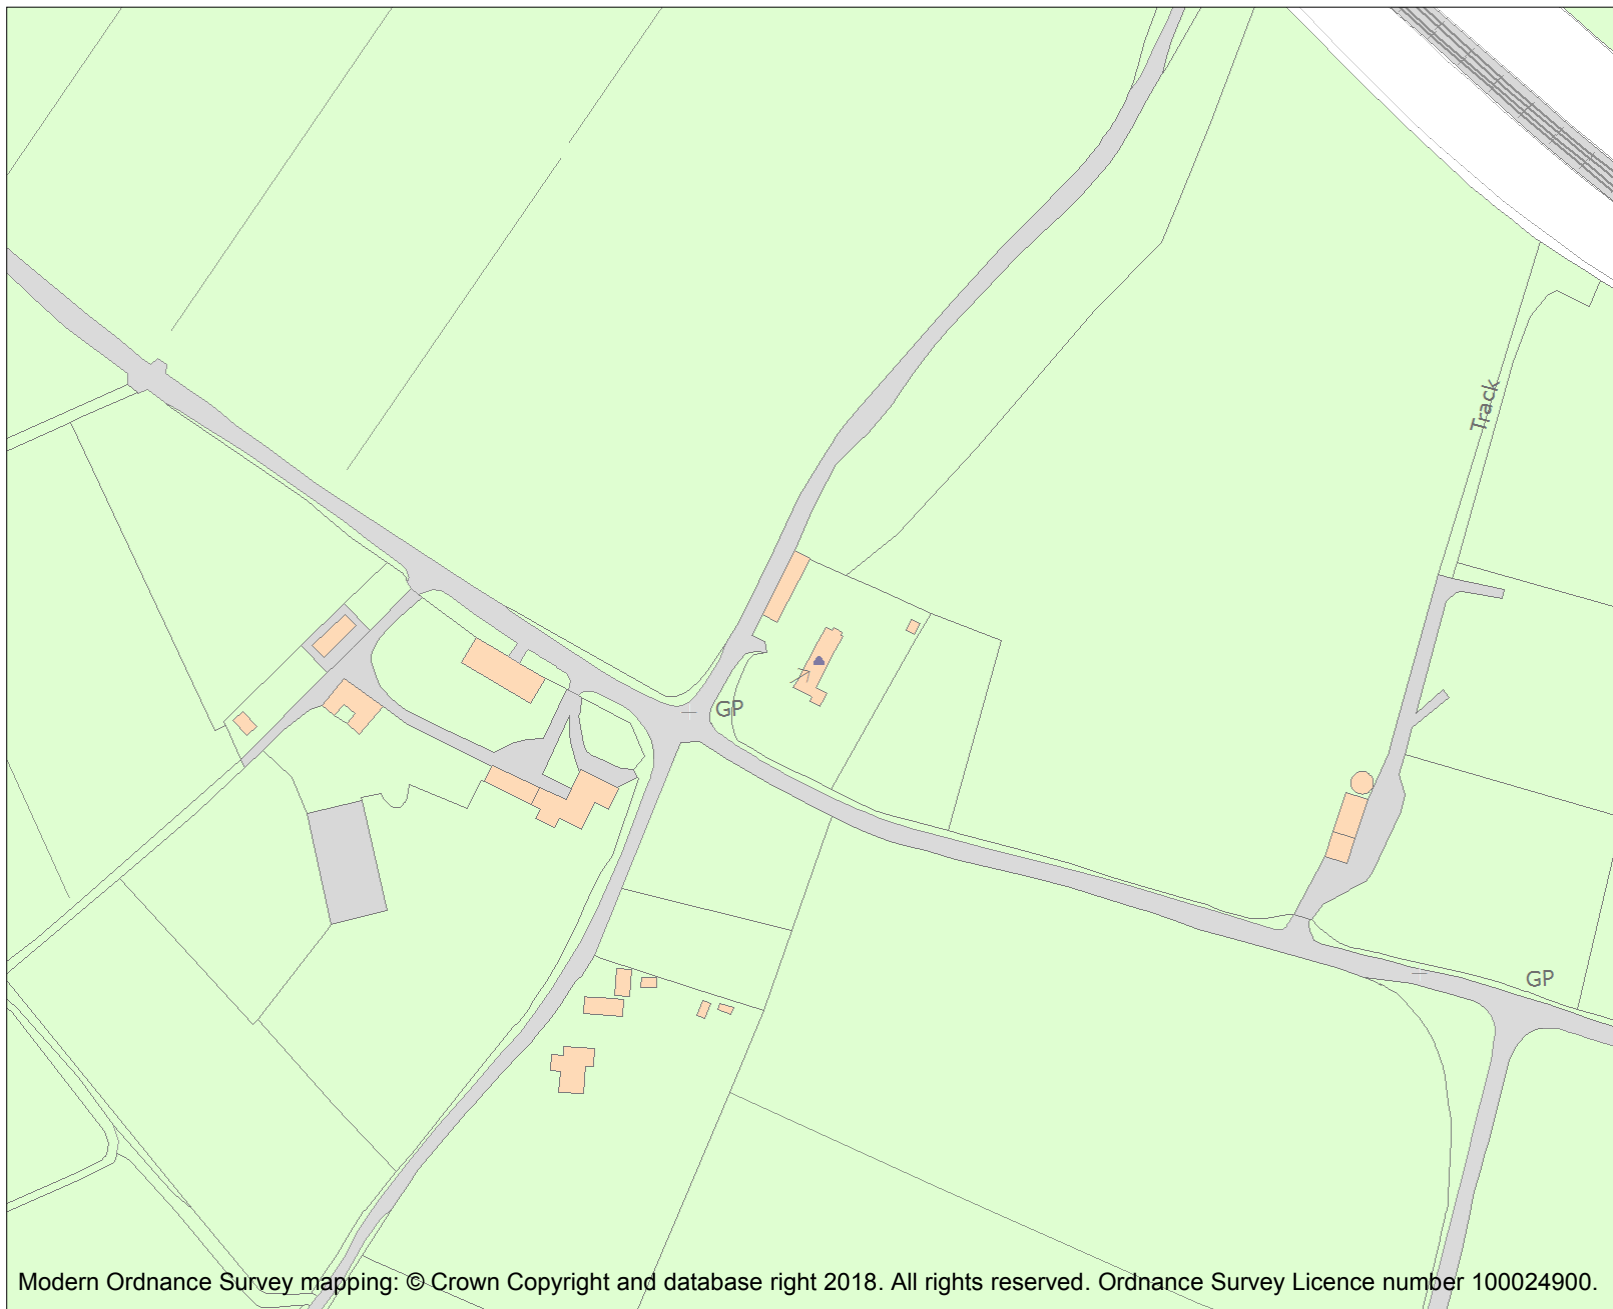 Track
GP
GP
Modern Ordnance Survey mapping: © Crown Copyright and database right 2018. All rights reserved. Ordnance Survey Licence number 100024900.